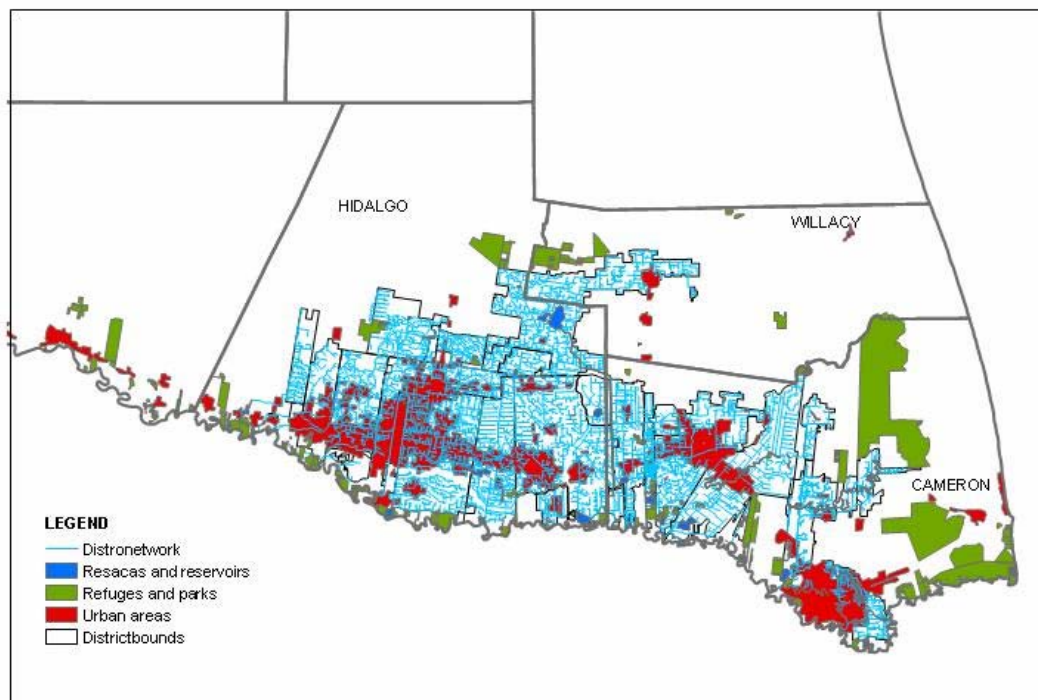 HIDALGO
WILLACY
CAMERON
LEGEND
Distronetwork
Resacas and reservoirs
Refuges and parks
Urban areas
Districtbounds